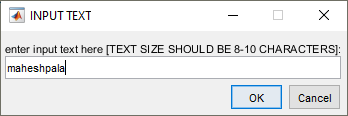 INPUT TEXT
enter input text here [TEXT SIZE SHOULD BE 8-10 CHARACTERS]:
maheshpala
OK Cancel